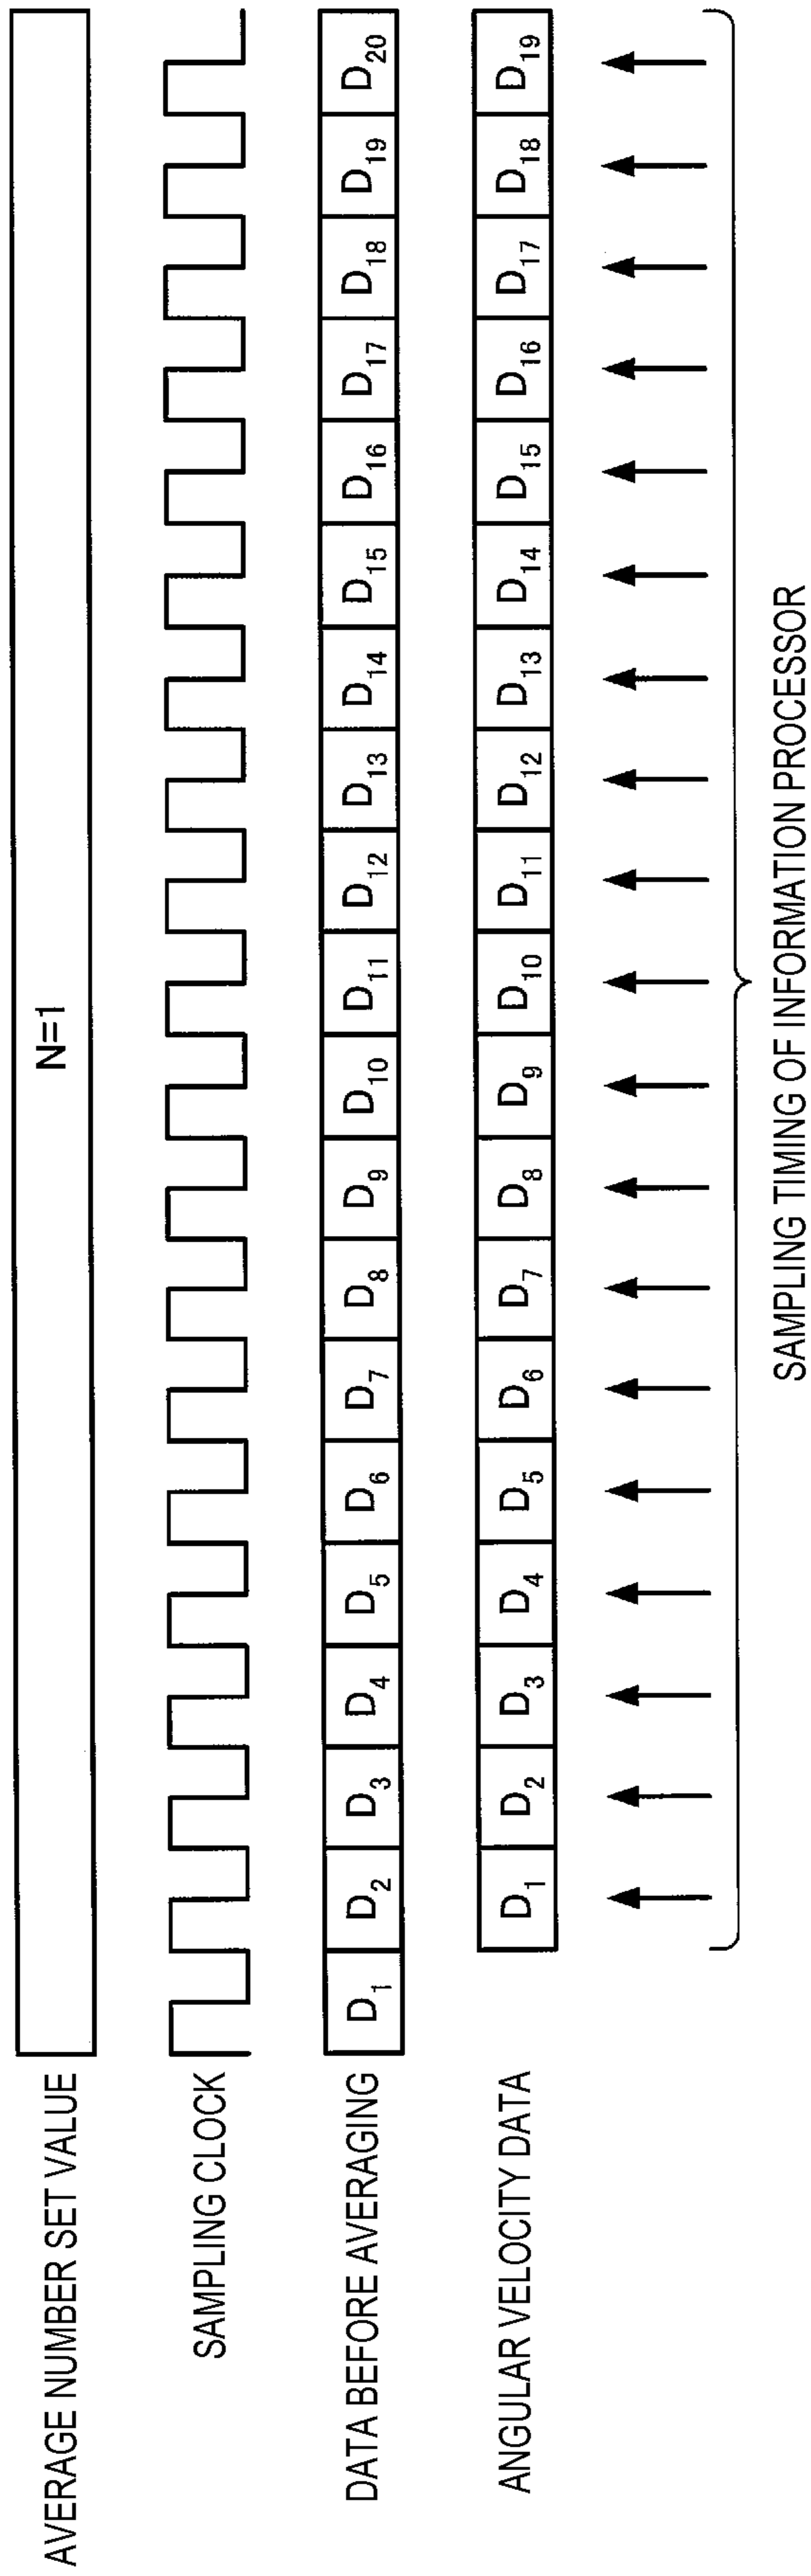 AVERAGE NUMBER SET VALUE
N=1
SAMPLING CLOCK
DATA BEFORE AVERAGING
D1 D2 D3 D4 D5 D6 D7 D8 D9 D10 D11 D12 D13 D14 D15 D16 D17 D18 D19 D20
ANGULAR VELOCITY DATA
D1 D2 D3 D4 D5 D6 D7 D8 D9 D10 D11 D12 D13 D14 D15 D16 D17 D18 D19
SAMPLING TIMING OF INFORMATION PROCESSOR